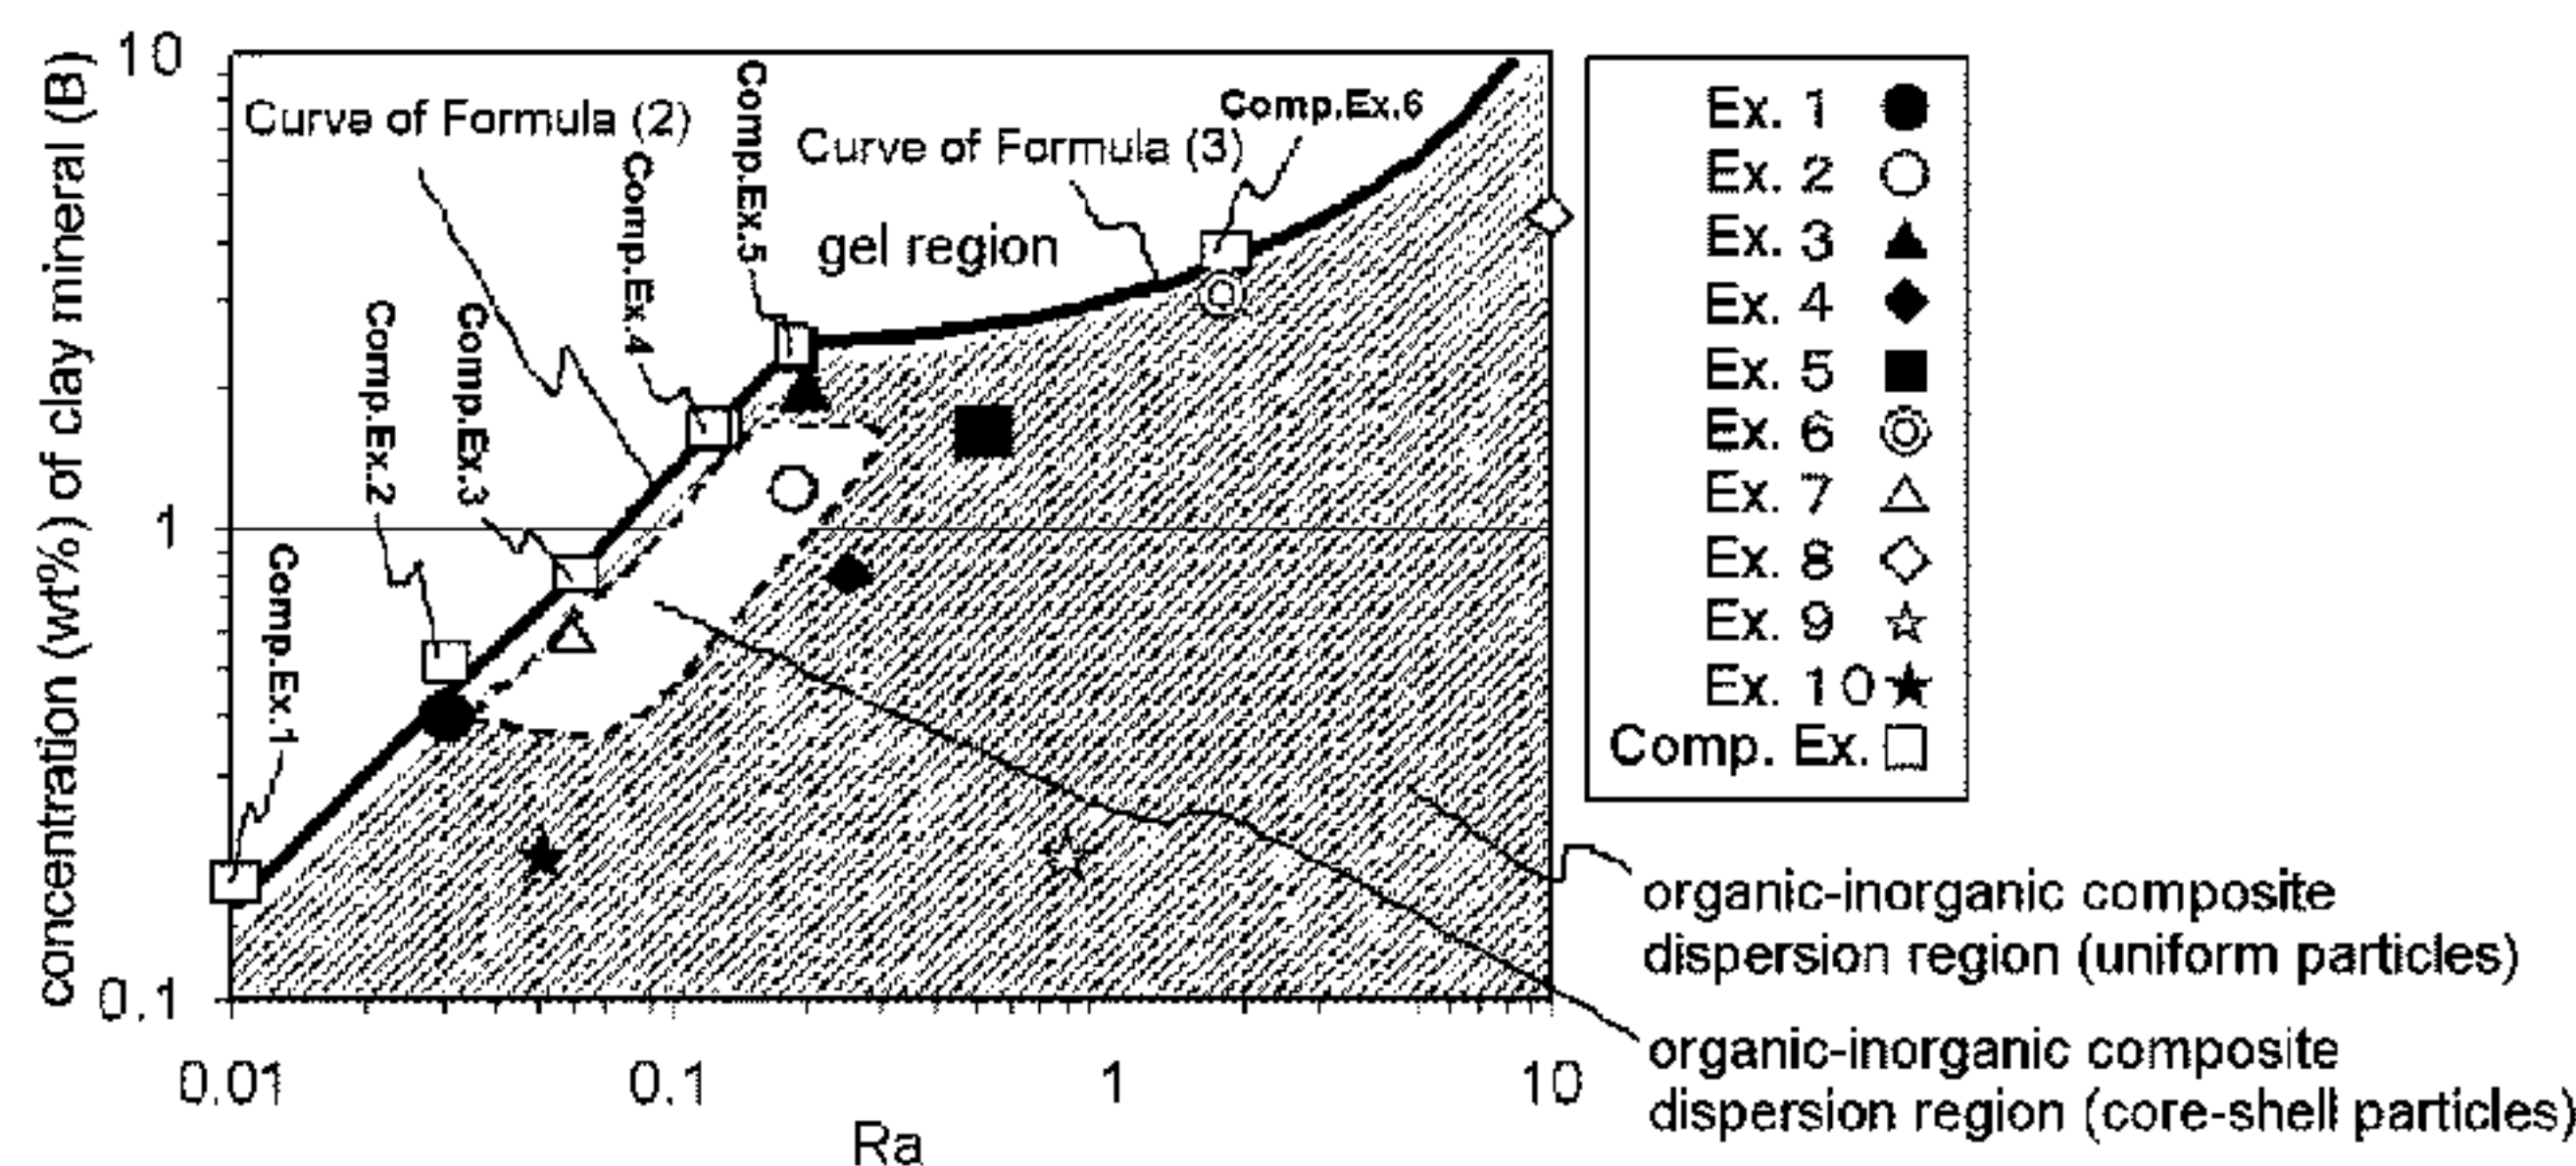 concentration (wt%) of clay mineral (B)
10
1
0.1
Curve of Formula (2)
Comp.Ex.5
Comp.Ex.6
Curve of Formula (3)
Comp.Ex.4
gel region
Comp.Ex.2
Comp.Ex.3
Comp.Ex.1
0.01
0.1
1
10
Ra
Ex. 1
Ex. 2
Ex. 3
Ex. 4
Ex. 5
Ex. 6
Ex. 7
Ex. 8
Ex. 9
Ex. 10
Comp. Ex.
organic-inorganic composite
dispersion region (uniform particles)
organic-inorganic composite
dispersion region (core-shell particles)